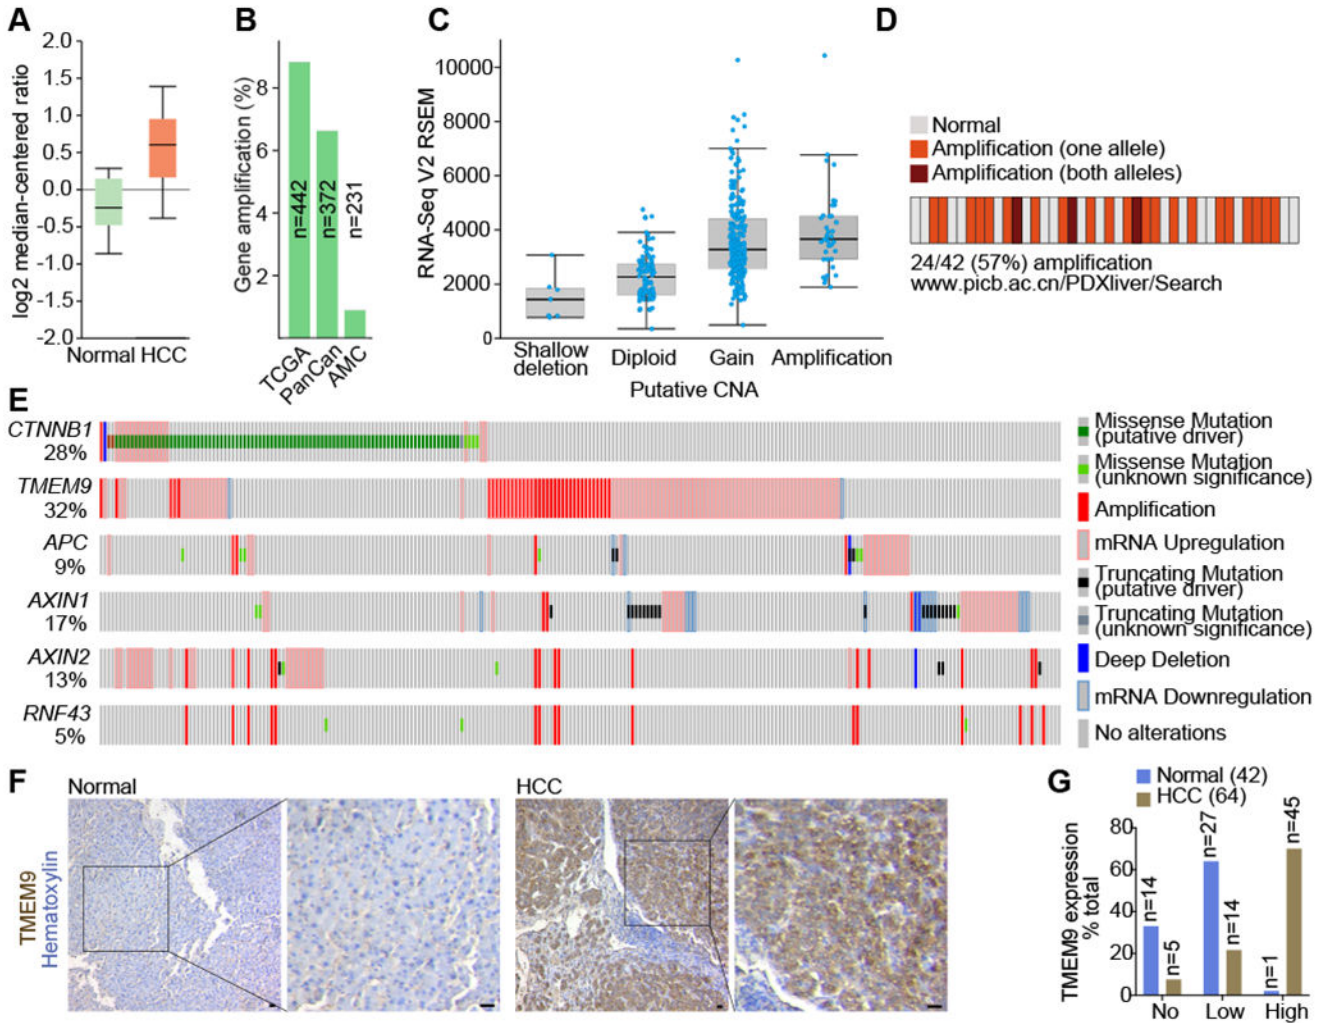 A
log2 median-centered ratio
2.0
1.5
1.0
0.5
0.0
-0.5
-1.0
-1.5
-2.0
Normal HCC
B
Gene amplification (%)
8
6
4
2
n=442
n=372
n=231
TCGA
PanCan
AMC
C
RNA-Seq V2 RSEM
10000
8000
6000
4000
2000
0
Shallow
deletion
Diploid
Gain
Amplification
Putative CNA
D
Normal
Amplification (one allele)
Amplification (both alleles)
24/42 (57%) amplification
www.picb.ac.cn/PDXliver/Search
E
CTNNB1
28%
TMEM9
32%
APC
9%
AXIN1
17%
AXIN2
13%
RNF43
5%
Missense Mutation
(putative driver)
Missense Mutation
(unknown significance)
Amplification
mRNA Upregulation
Truncating Mutation
(putative driver)
Truncating Mutation
(unknown significance)
Deep Deletion
mRNA Downregulation
No alterations
F
Normal
HCC
TMEM9
Hematoxylin
G
Normal (42)
HCC (64)
TMEM9 expression
% total
80
60
40
20
0
n=14
n=5
n=27
n=14
n=1
n=45
No
Low
High